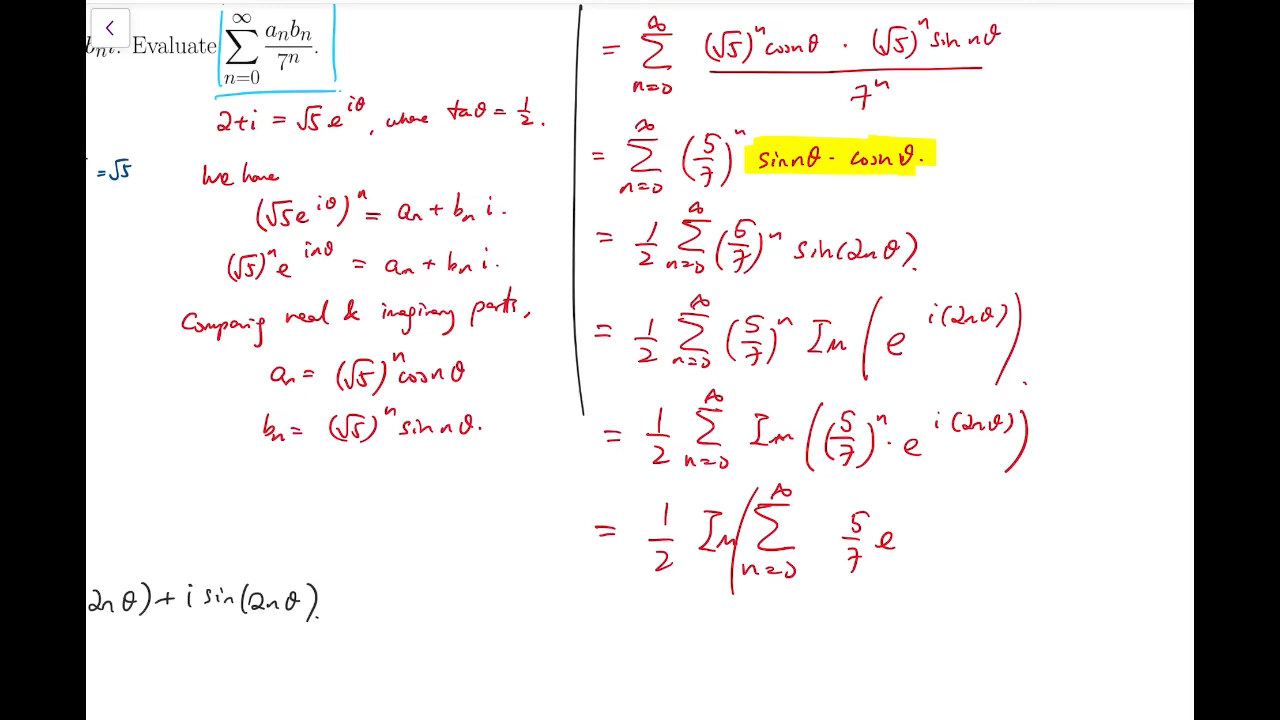 b_n i. Evaluate ∑_{n=0}^{∞} a_n b_n / 7^n.
2+i = √5 e^{iθ}, where tanθ = 1/2.
= √5
We have
(√5 e^{iθ})^n = a_n + b_n i.
(√5)^n e^{inθ} = a_n + b_n i.
Comparing real & imaginary parts,
a_n = (√5)^n cos nθ
b_n = (√5)^n sin nθ.
2nθ) + i sin(2nθ).
= ∑_{n=0}^{∞} (√5)^n cos nθ · (√5)^n sin nθ / 7^n
= ∑_{n=0}^{∞} (5/7)^n sin nθ · cos nθ.
= 1/2 ∑_{n=0}^{∞} (5/7)^n sin(2nθ).
= 1/2 ∑_{n=0}^{∞} (5/7)^n Im(e^{i(2nθ)}).
= 1/2 ∑_{n=0}^{∞} Im((5/7)^n · e^{i(2nθ)})
= 1/2 Im(∑_{n=0}^{∞} 5/7 e